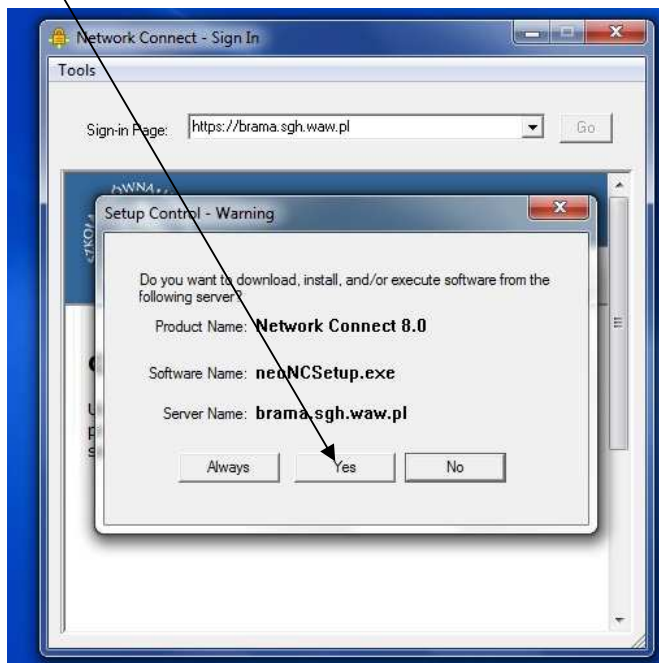 Network Connect - Sign In
Tools
Sign-in Page: https://brama.sgh.waw.pl Go
Setup Control - Warning
Do you want to download, install, and/or execute software from the
following server?
Product Name: Network Connect 8.0
Software Name: neoNCSetup.exe
Server Name: brama.sgh.waw.pl
Always Yes No